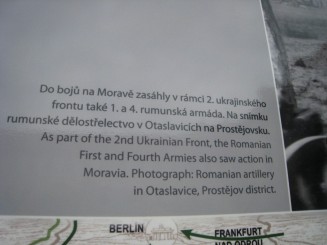 Do bojů na Moravě zasáhly v rámci 2. ukrajinského
frontu také 1. a 4. rumunská armáda. Na snímku
rumunské dělostřelectvo v Otaslavicích na Prostějovsku.
As part of the 2nd Ukrainian Front, the Romanian
First and Fourth Armies also saw action in
Moravia. Photograph: Romanian artillery
in Otaslavice, Prostějov district.
BERLIN
FRANKFURT
NAD ODROU